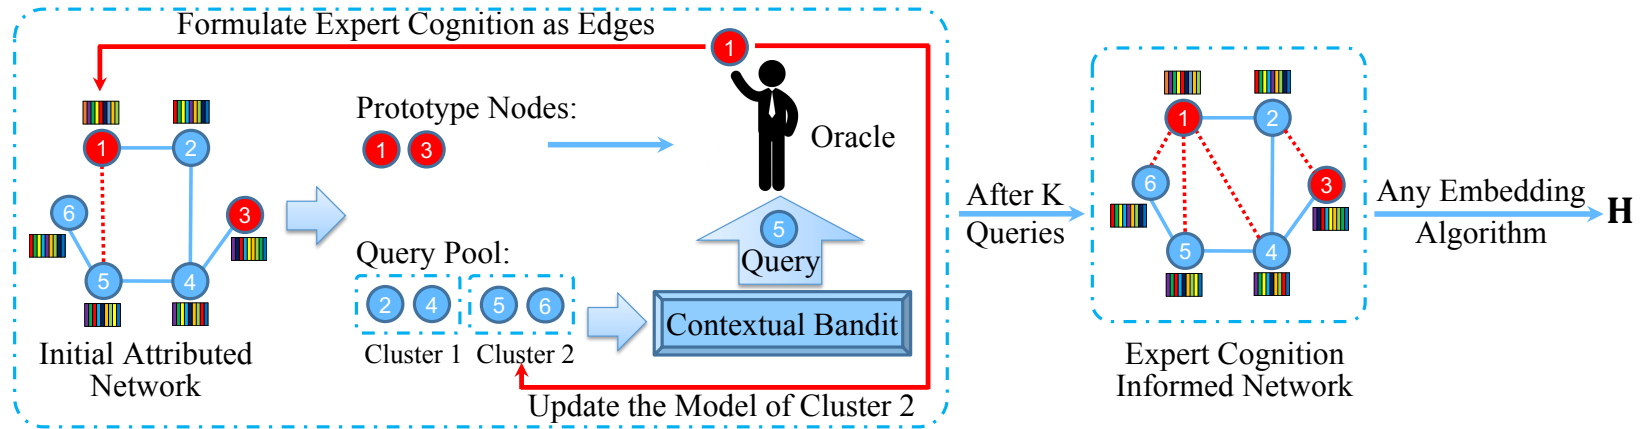 Formulate Expert Cognition as Edges
1
1
2
6
3
5
4
Initial Attributed
Network
Prototype Nodes:
1 3
Oracle
Query Pool:
2 4 5 6
Cluster 1 Cluster 2
5
Query
Contextual Bandit
Update the Model of Cluster 2
After K
Queries
1
2
6
3
5
4
Expert Cognition
Informed Network
Any Embedding
Algorithm
H